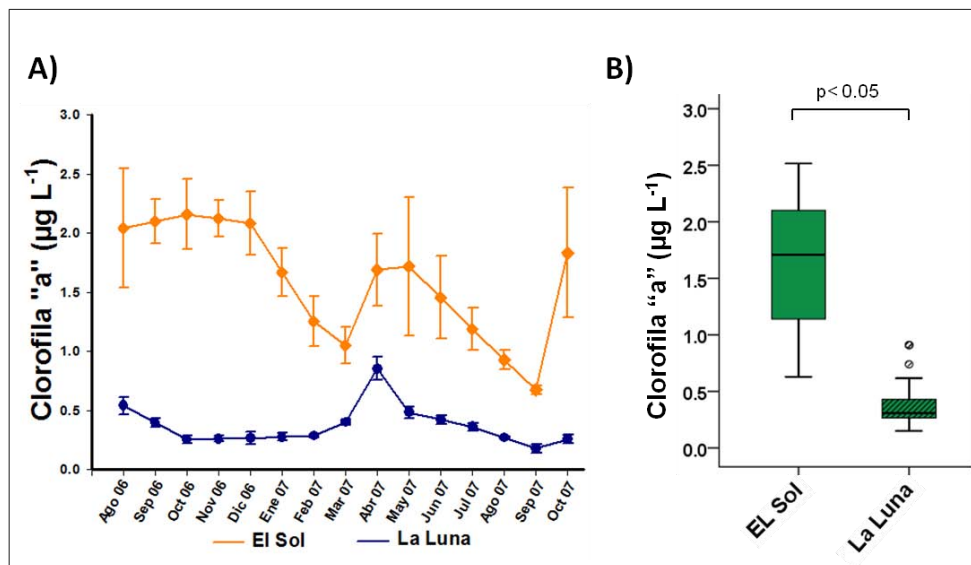 A)
Clorofila "a" (µg L-1)
3.0
2.5
2.0
1.5
1.0
0.5
0.0
Ago 06
Sep 06
Oct 06
Nov 06
Dic 06
Ene 07
Feb 07
Mar 07
Abr 07
May 07
Jun 07
Jul 07
Ago 07
Sep 07
Oct 07
El Sol
La Luna
B)
p< 0.05
Clorofila “a” (µg L-1)
3.0
2.5
2.0
1.5
1.0
0.5
0.0
EL Sol
La Luna